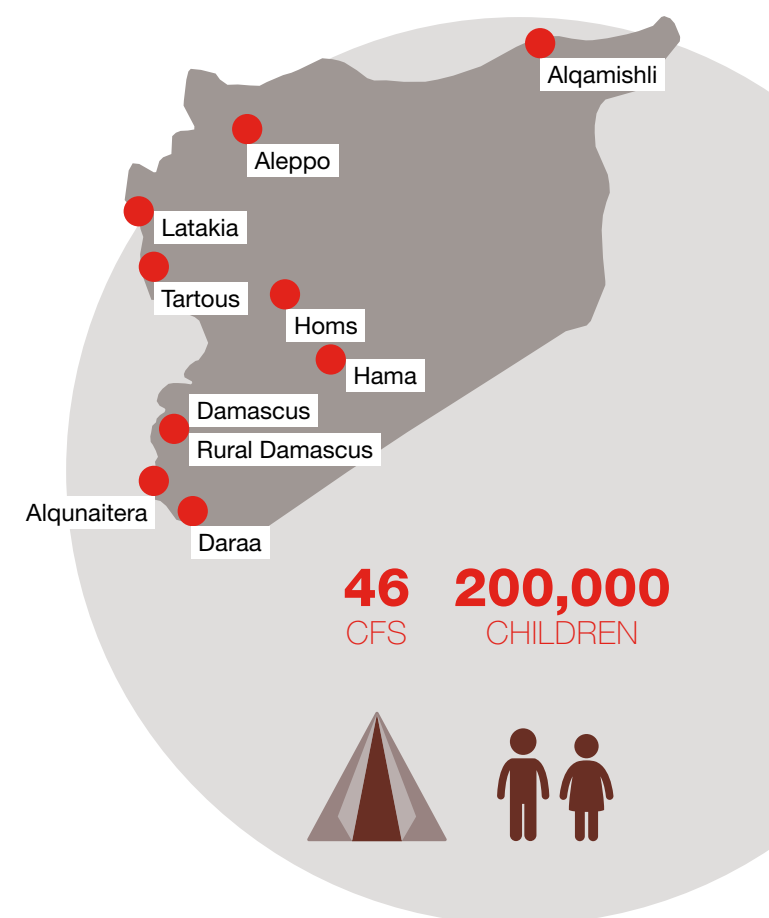 Alqamishli
Aleppo
Latakia
Tartous
Homs
Hama
Damascus
Rural Damascus
Alqunaitera
Daraa
46 200,000
CFS CHILDREN